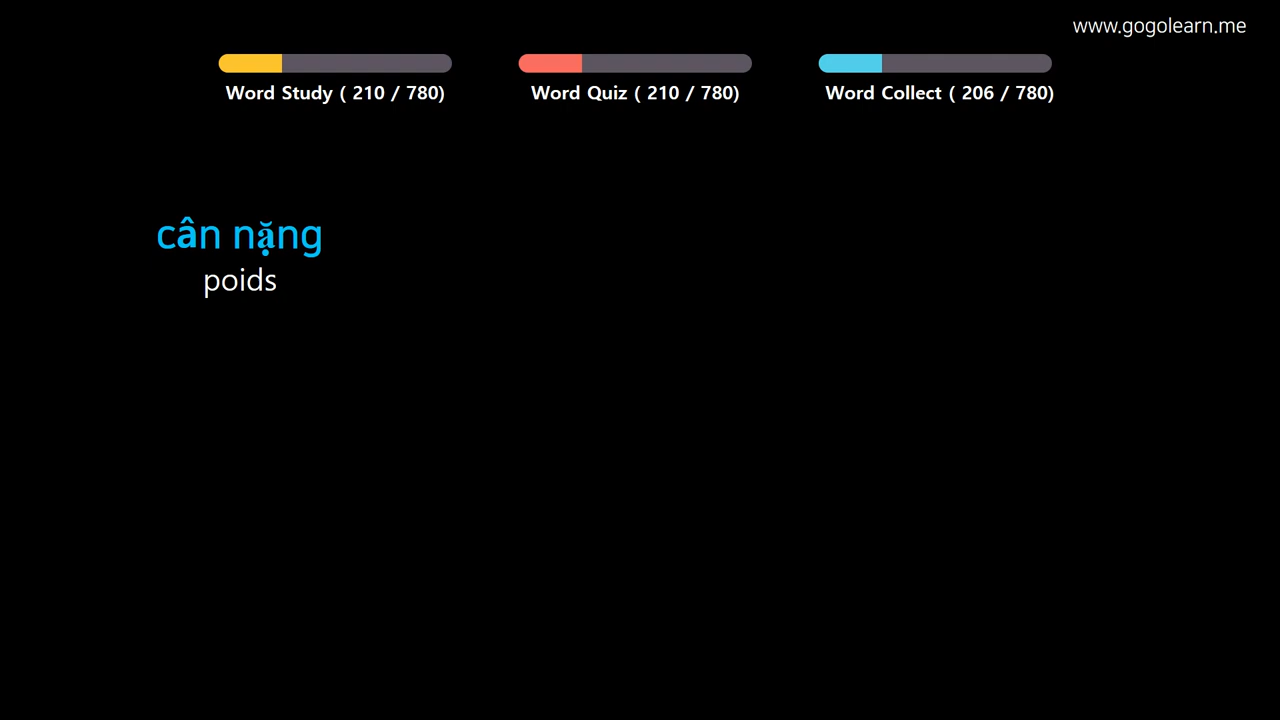 www.gogolearn.me
Word Study ( 210 / 780)
Word Quiz ( 210 / 780)
Word Collect ( 206 / 780)
cân nặng
poids